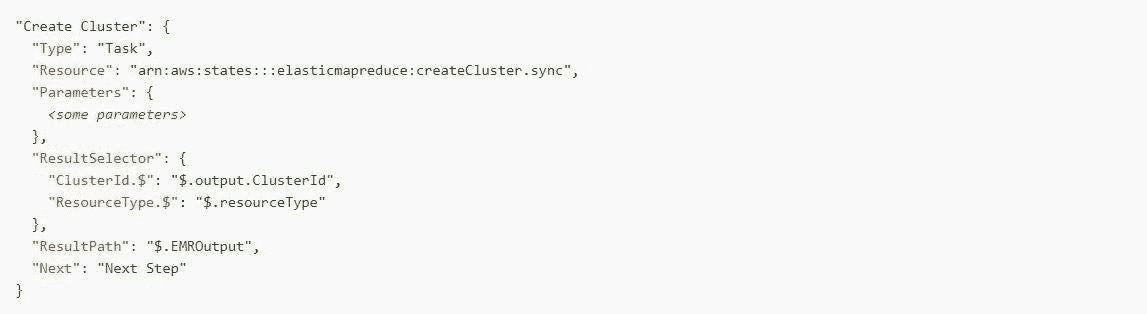 "Create Cluster": {
"Type": "Task",
"Resource": "arn:aws:states:::elasticmapreduce:createCluster.sync",
"Parameters": {
<some parameters>
},
"ResultSelector": {
"ClusterId.$": "$.output.ClusterId",
"ResourceType.$": "$.resourceType"
},
"ResultPath": "$.EMROutput",
"Next": "Next Step"
}